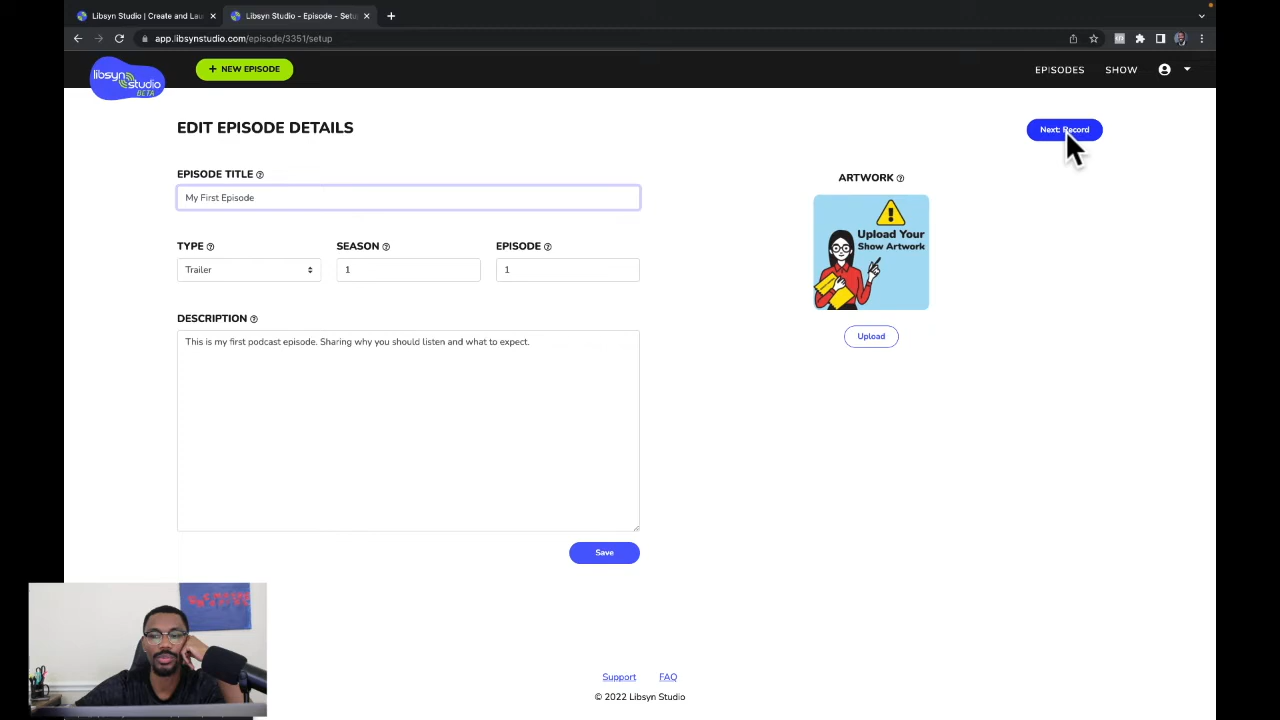 Libsyn Studio | Create and Lau
Libsyn Studio - Episode - Setu
app.libsynstudio.com/episode/3351/setup
libsyn studio
BETA
+ NEW EPISODE
EPISODES
SHOW
EDIT EPISODE DETAILS
Next: Record
EPISODE TITLE
My First Episode
ARTWORK
Upload Your
Show Artwork
TYPE
SEASON
EPISODE
Trailer
1
1
Upload
DESCRIPTION
This is my first podcast episode. Sharing why you should listen and what to expect.
Save
Support
FAQ
© 2022 Libsyn Studio